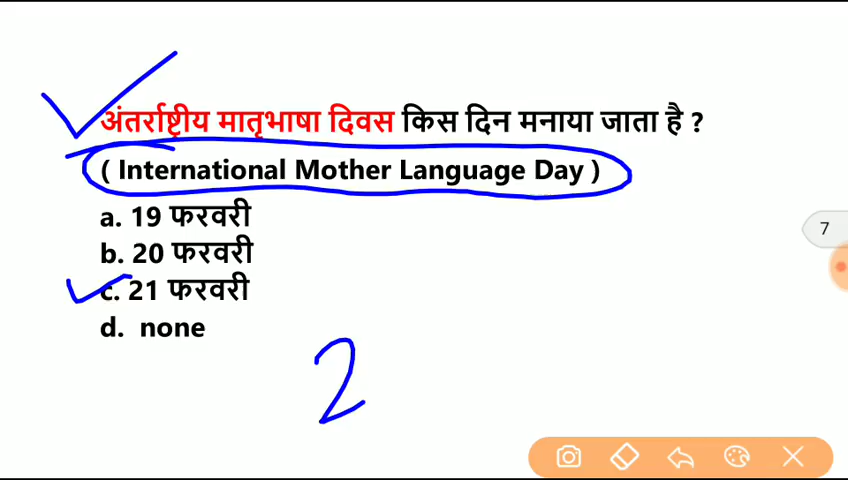 अंतर्राष्ट्रीय मातृभाषा दिवस किस दिन मनाया जाता है ?
( International Mother Language Day )
a. 19 फरवरी
b. 20 फरवरी
c. 21 फरवरी
d. none
2
7